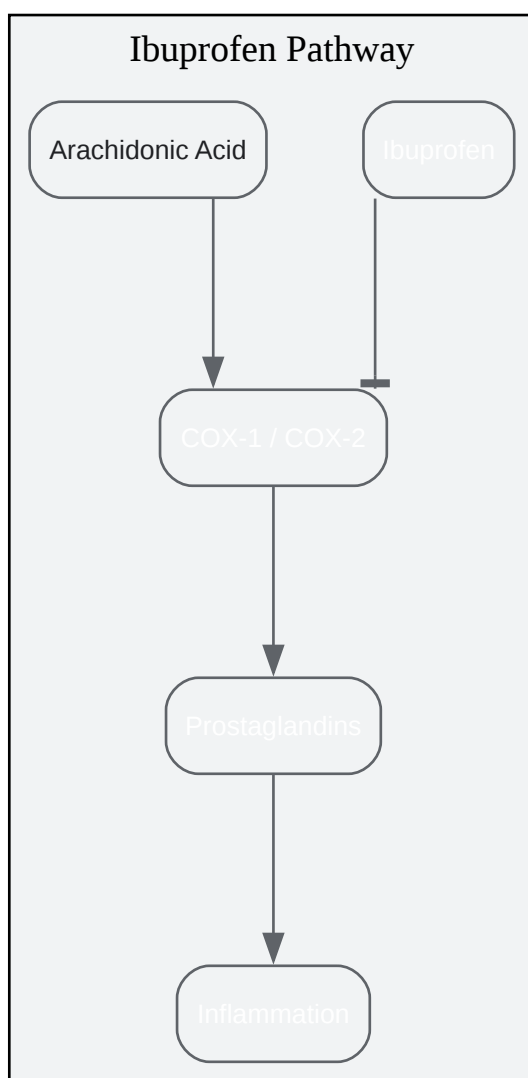 Ibuprofen Pathway
Arachidonic Acid
Ibuprofen
COX-1 / COX-2
Prostaglandins
Inflammation